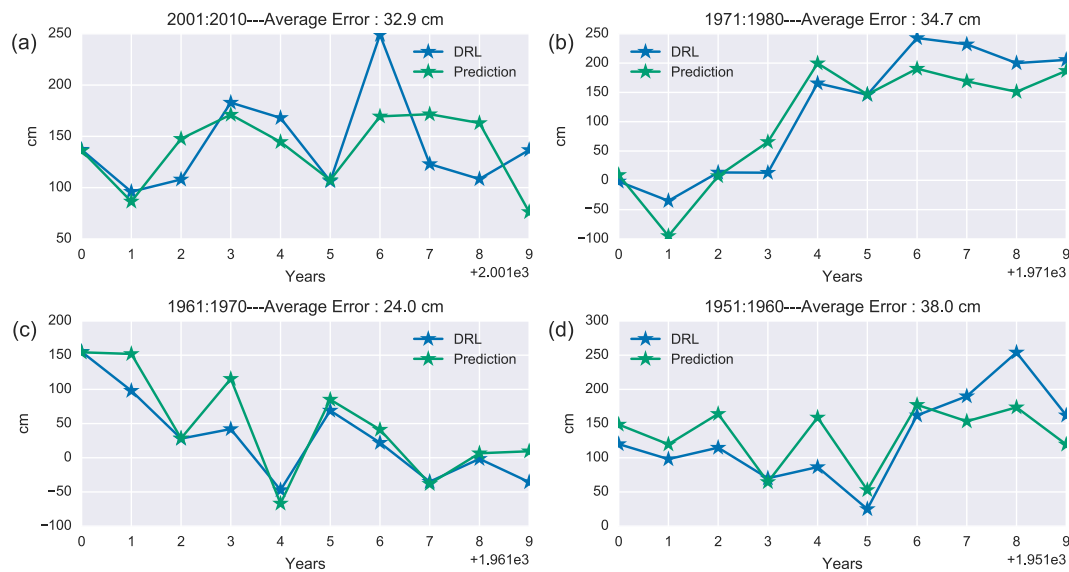 (a)
2001:2010---Average Error : 32.9 cm
250
200
150
100
50
cm
DRL
Prediction
0 1 2 3 4 5 6 7 8 9
Years
+2.001e3
(b)
1971:1980---Average Error : 34.7 cm
250
200
150
100
50
0
−50
−100
cm
DRL
Prediction
0 1 2 3 4 5 6 7 8 9
Years
+1.971e3
(c)
1961:1970---Average Error : 24.0 cm
200
150
100
50
0
−50
−100
cm
DRL
Prediction
0 1 2 3 4 5 6 7 8 9
Years
+1.961e3
(d)
1951:1960---Average Error : 38.0 cm
300
250
200
150
100
50
0
cm
DRL
Prediction
0 1 2 3 4 5 6 7 8 9
Years
+1.951e3